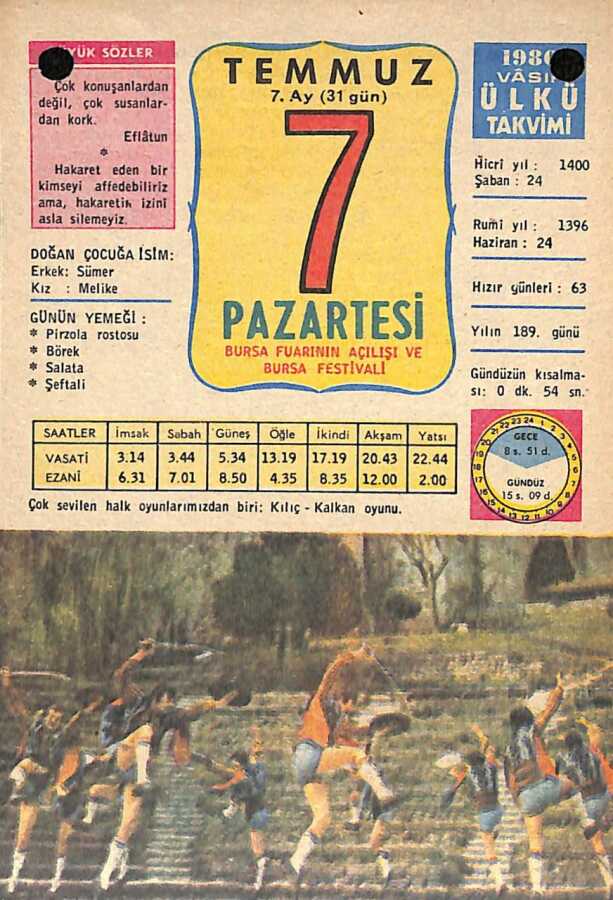 YÜK SÖZLER
Çok konuşanlardan
değil, çok susanlar-
dan kork.
Eflâtun
Hakaret eden bir
kimseyi affedebiliriz
ama, hakaretin izini
asla silemeyiz.
DOĞAN ÇOCUĞA İSİM:
Erkek: Sümer
Kız : Melike
GÜNÜN YEMEĞİ :
* Pirzola rostosu
* Börek
* Salata
* Şeftali
TEMMUZ
7. Ay (31 gün)
7
PAZARTESİ
BURSA FUARININ AÇILIŞI VE
BURSA FESTİVALİ
1980
VÂSIF
ÜLKÜ
TAKVİMİ
Hicri yıl : 1400
Şaban : 24
Rumî yıl : 1396
Haziran : 24
Hızır günleri : 63
Yılın 189. günü
Gündüzün kısalma-
sı: 0 dk. 54 sn.
SAATLER İmsak Sabah Güneş Öğle İkindi Akşam Yatsı
VASATİ 3.14 3.44 5.34 13.19 17.19 20.43 22.44
EZANİ 6.31 7.01 8.50 4.35 8.35 12.00 2.00
GECE
8 s. 51 d.
GÜNDÜZ
15 s. 09 d.
Çok sevilen halk oyunlarımızdan biri: Kılıç - Kalkan oyunu.